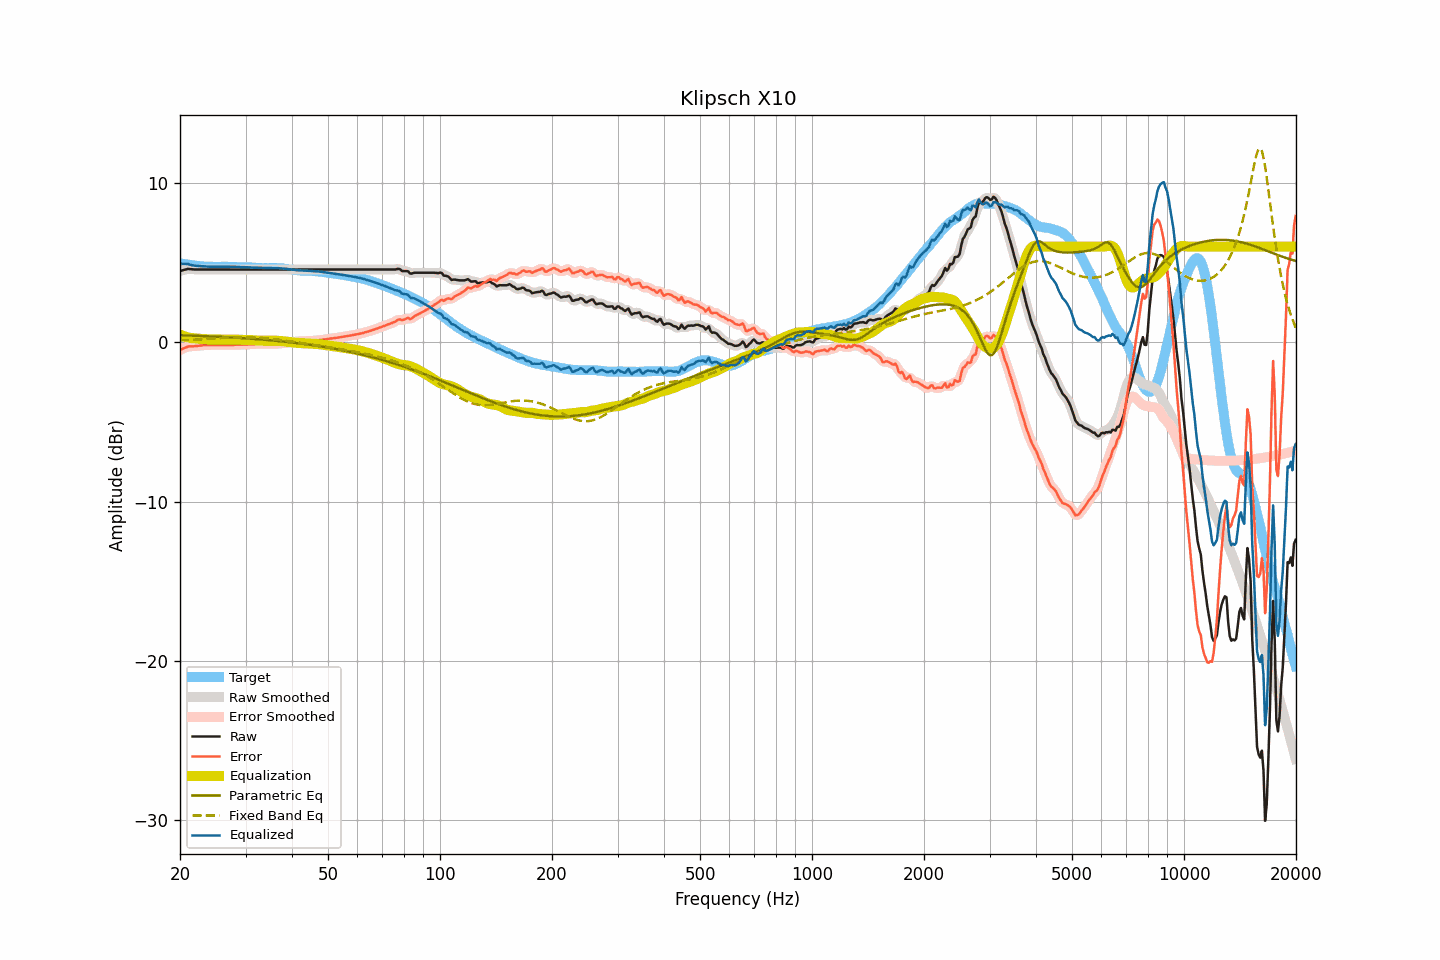 Klipsch X10
Amplitude (dBr)
10
0
−10
−20
−30
Target
Raw Smoothed
Error Smoothed
Raw
Error
Equalization
Parametric Eq
Fixed Band Eq
Equalized
20 50 100 200 500 1000 2000 5000 10000 20000
Frequency (Hz)